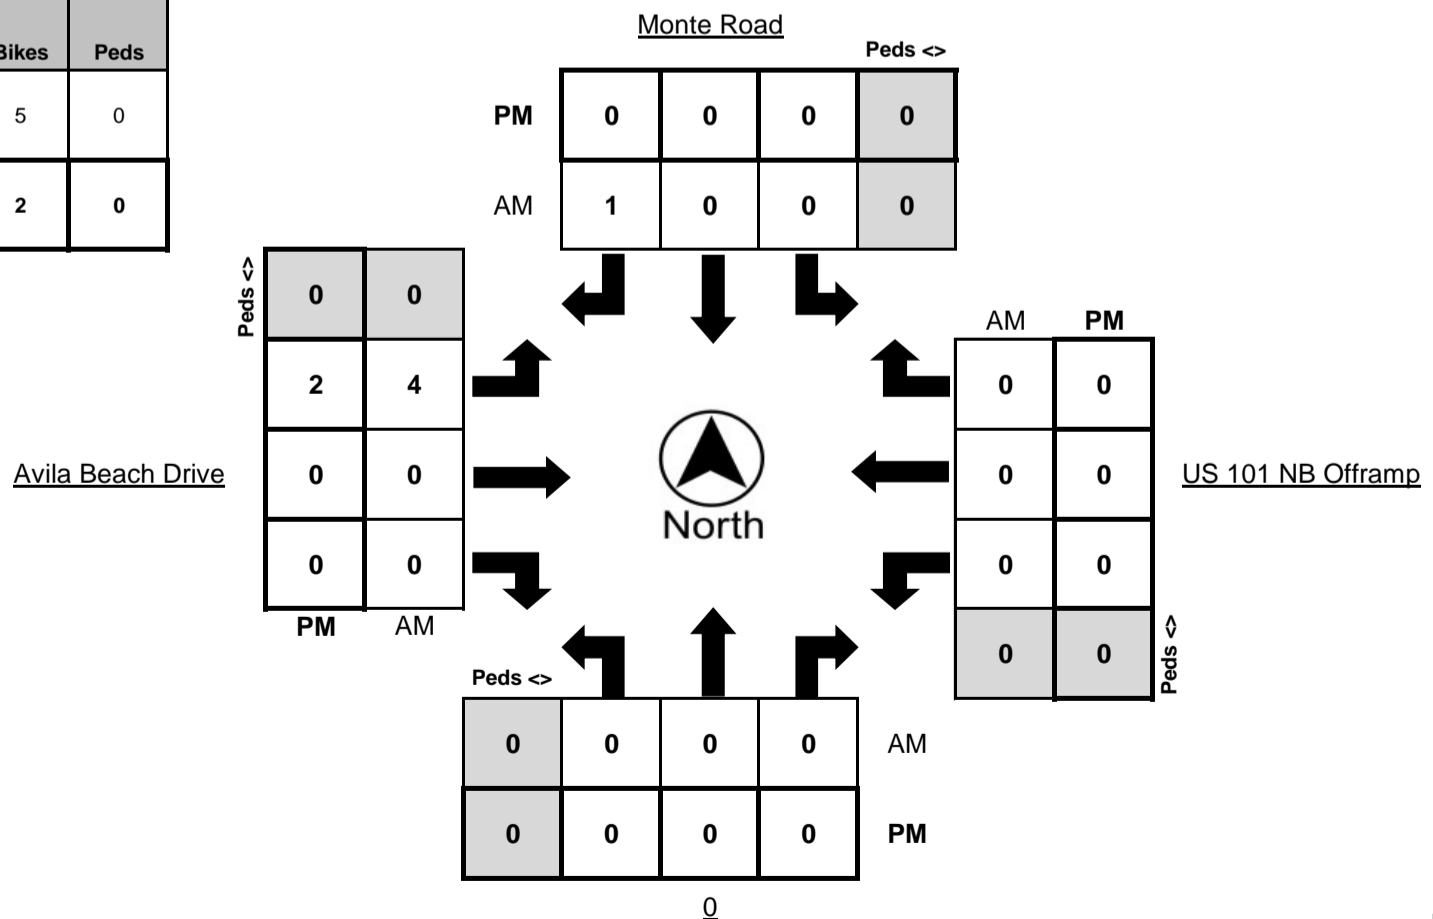 Monte Road
Bikes Peds
Peds <>
5 0
PM 0 0 0 0
2 0
AM 1 0 0 0
Peds <>
0 0
AM PM
2 4
0 0
Avila Beach Drive
0 0
North
0 0
US 101 NB Offramp
0 0
0 0
PM AM
0 0
Peds <>
Peds <>
0 0 0 0 AM
0 0 0 0 PM
0